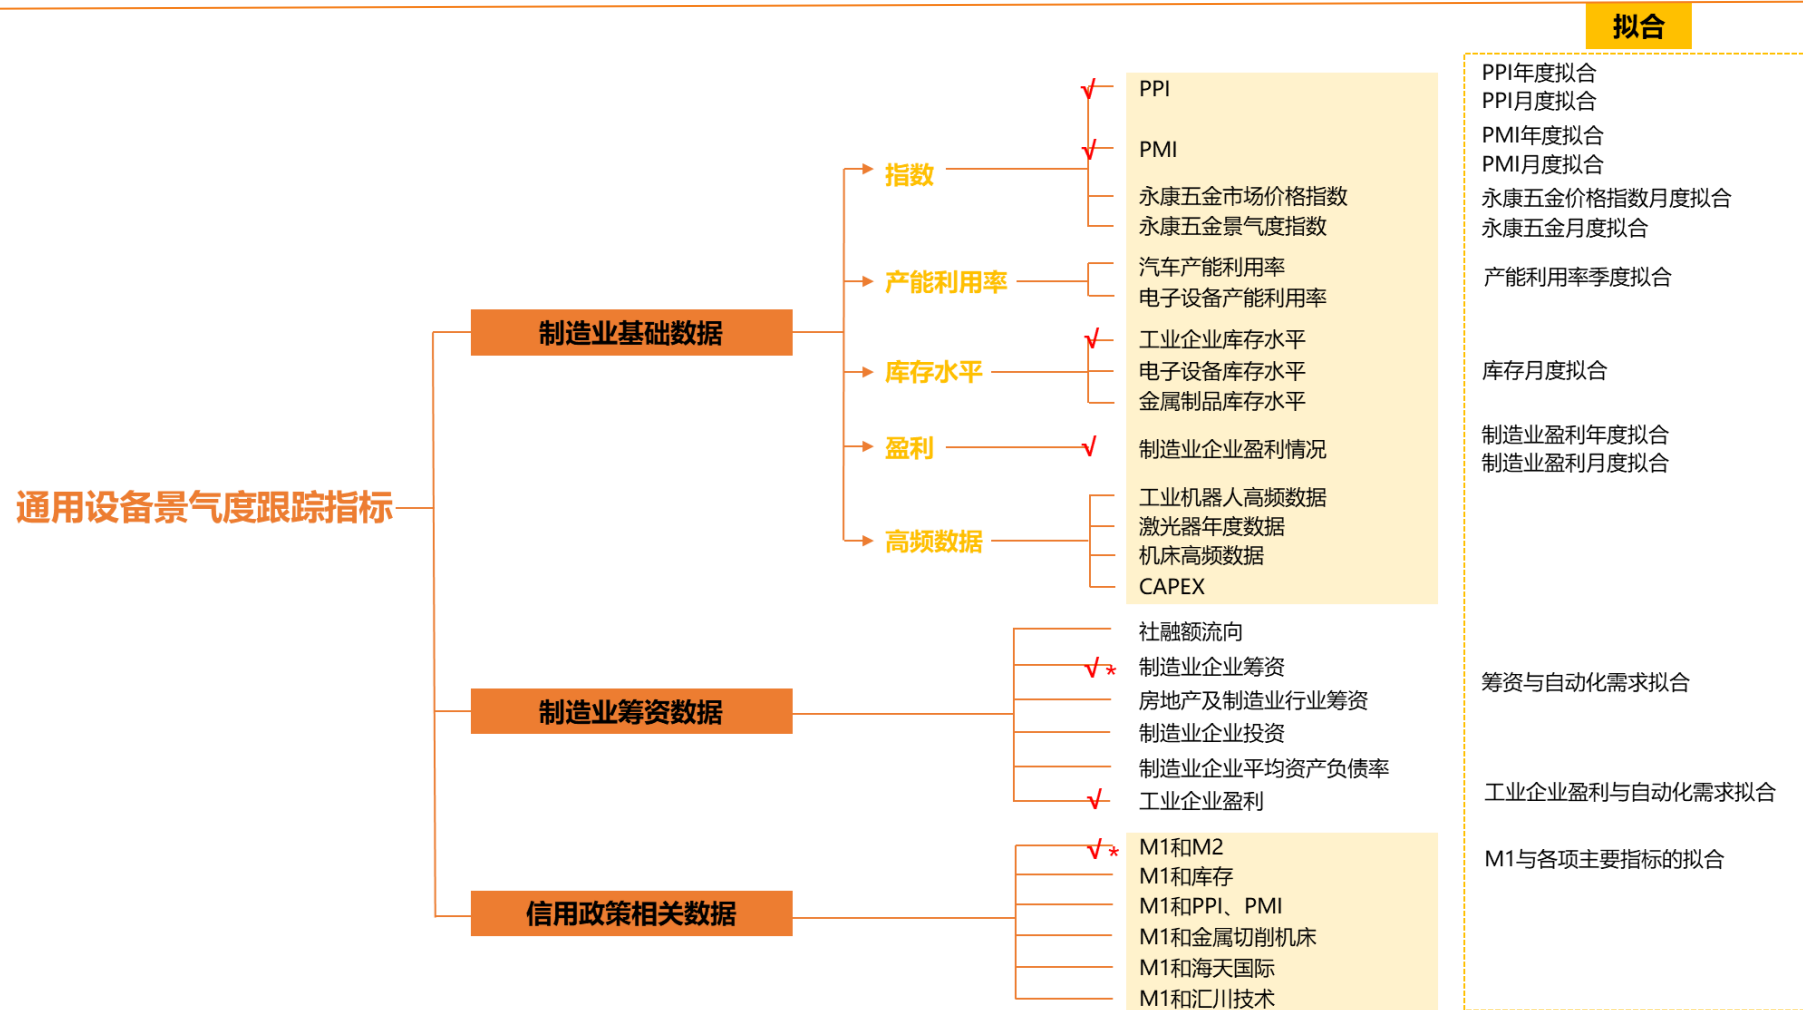 拟合
PPI年度拟合
PPI月度拟合
PMI年度拟合
PMI月度拟合
永康五金价格指数月度拟合
永康五金月度拟合
产能利用率季度拟合
库存月度拟合
制造业盈利年度拟合
制造业盈利月度拟合
筹资与自动化需求拟合
工业企业盈利与自动化需求拟合
M1与各项主要指标的拟合
通用设备景气度跟踪指标
制造业基础数据
指数
√ PPI
√ PMI
永康五金市场价格指数
永康五金景气度指数
产能利用率
汽车产能利用率
电子设备产能利用率
库存水平
√ 工业企业库存水平
电子设备库存水平
金属制品库存水平
盈利
√ 制造业企业盈利情况
高频数据
工业机器人高频数据
激光器年度数据
机床高频数据
CAPEX
制造业筹资数据
社融额流向
√* 制造业企业筹资
房地产及制造业行业筹资
制造业企业投资
制造业企业平均资产负债率
√ 工业企业盈利
信用政策相关数据
√* M1和M2
M1和库存
M1和PPI、PMI
M1和金属切削机床
M1和海天国际
M1和汇川技术